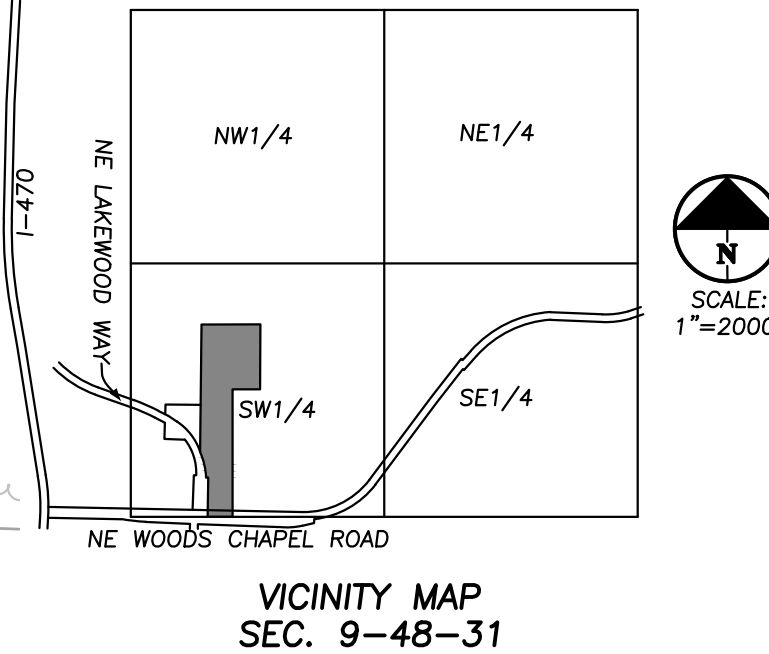 NW1/4
NE1/4
I-470
NE LAKEWOOD WAY
N
SCALE:
1"=2000
SW1/4
SE1/4
NE WOODS CHAPEL ROAD
VICINITY MAP
SEC. 9-48-31